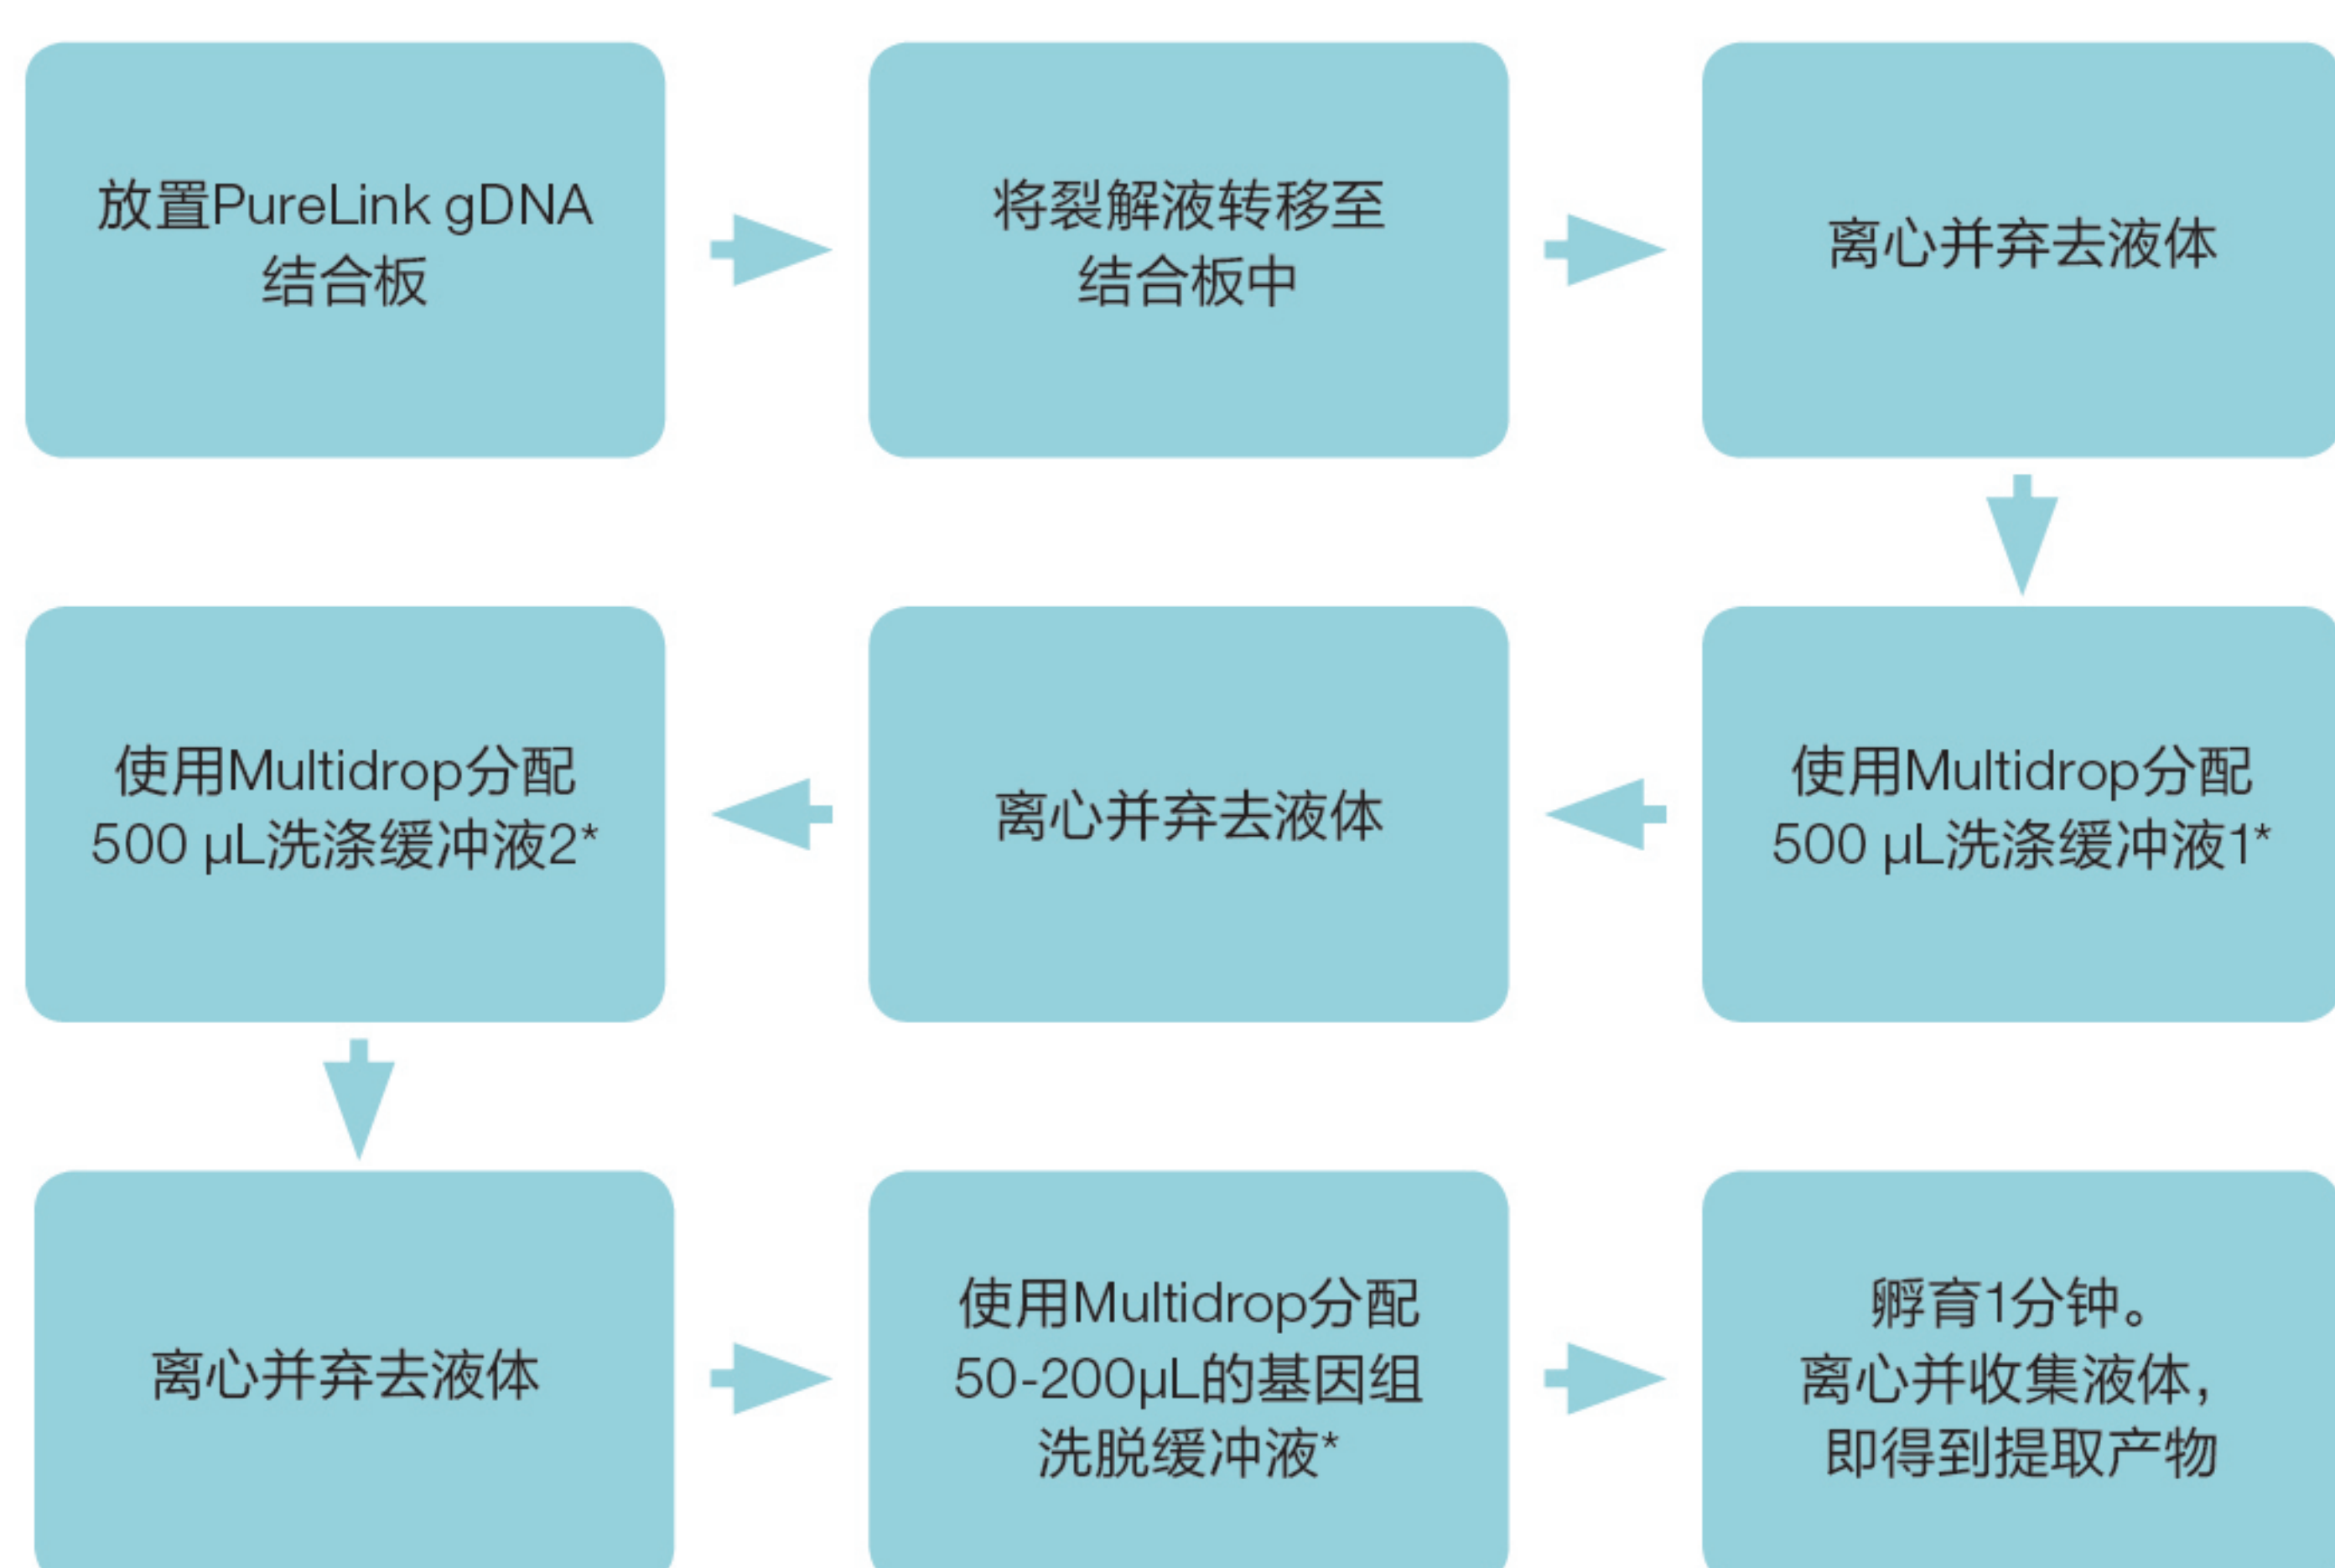 放置PureLink gDNA
结合板
将裂解液转移至
结合板中
离心并弃去液体
使用Multidrop分配
500 µL洗涤缓冲液1*
离心并弃去液体
使用Multidrop分配
500 µL洗涤缓冲液2*
离心并弃去液体
使用Multidrop分配
50-200µL的基因组
洗脱缓冲液*
孵育1分钟。
离心并收集液体，
即得到提取产物